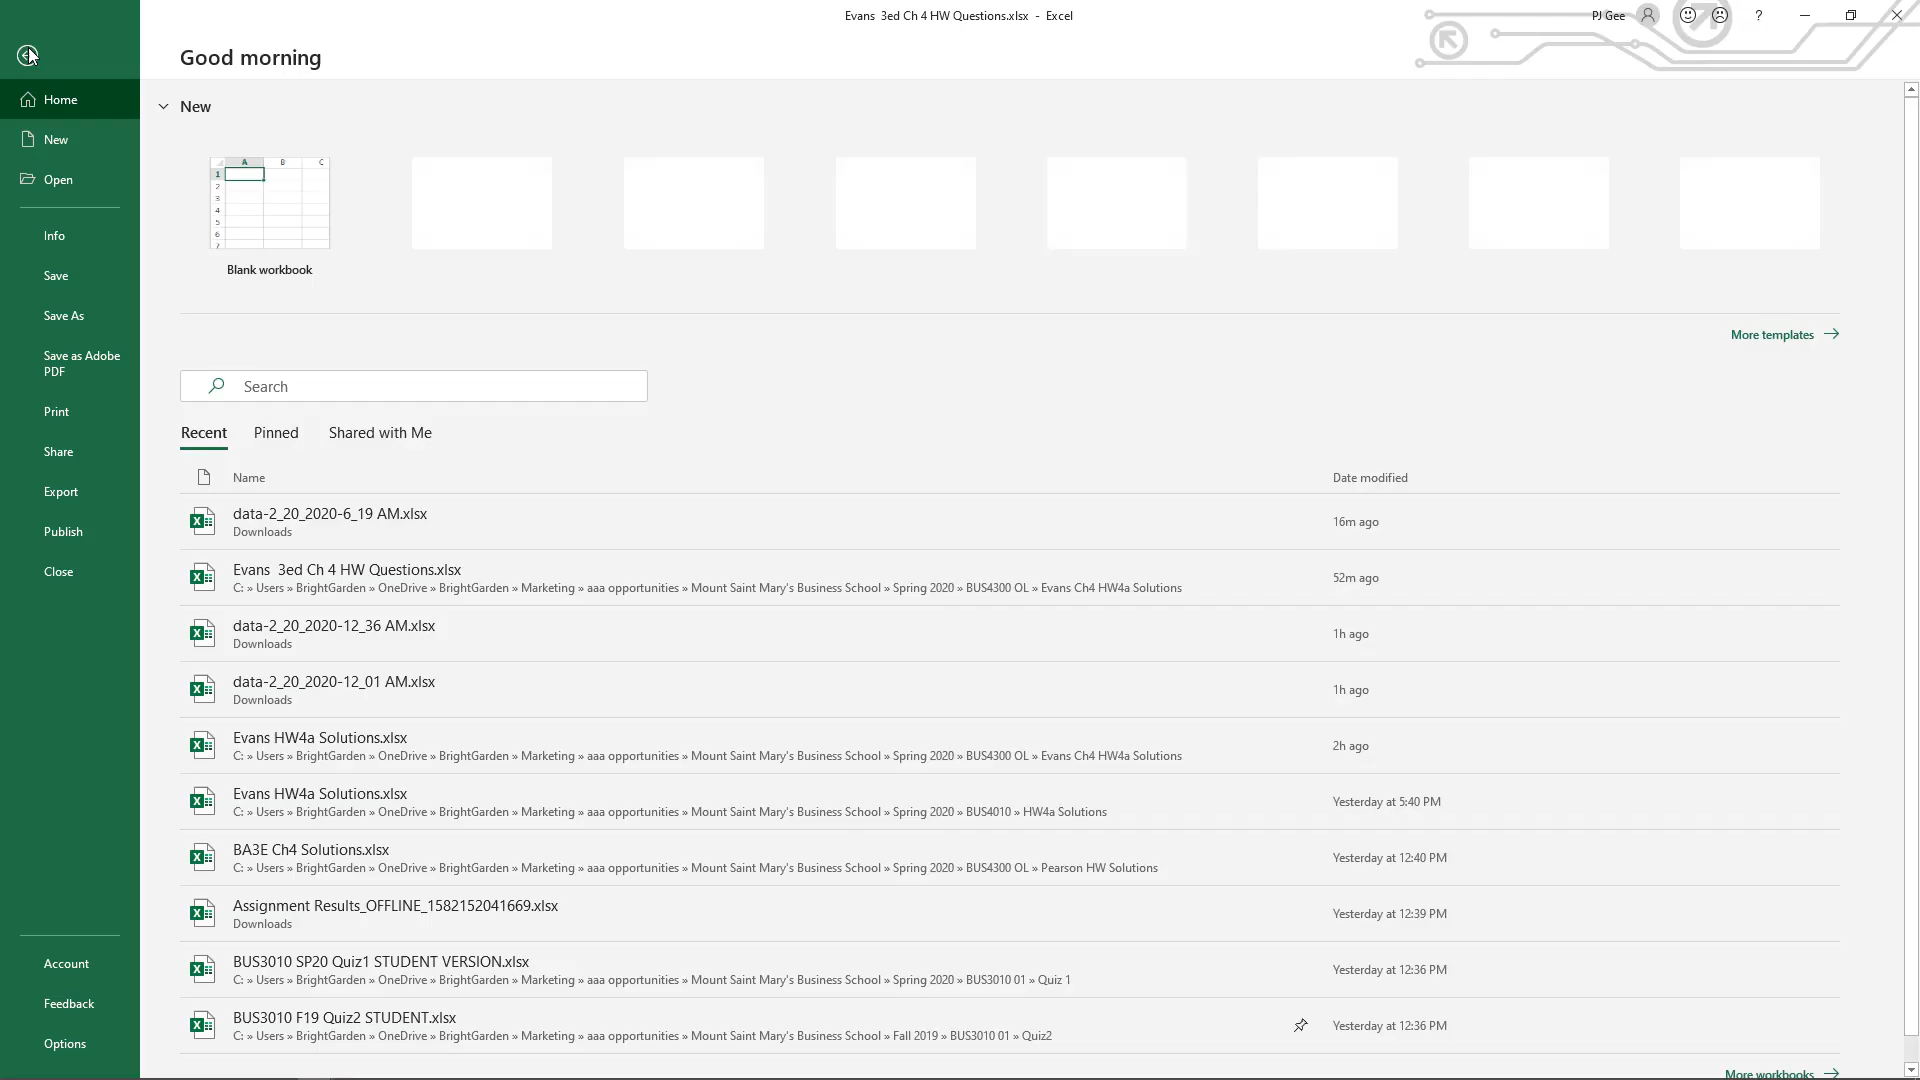 Evans  3ed Ch 4 HW Questions.xlsx  -  Excel
PJ Gee
?
Good morning
Home
New
Open
Info
Save
Save As
Save as Adobe
PDF
Print
Share
Export
Publish
Close
Account
Feedback
Options
New
A B C
1
2
3
4
5
6
7
Blank workbook
More templates
Search
Recent Pinned Shared with Me
Name Date modified
data-2_20_2020-6_19 AM.xlsx
Downloads
16m ago
Evans  3ed Ch 4 HW Questions.xlsx
C: » Users » BrightGarden » OneDrive » BrightGarden » Marketing » aaa opportunities » Mount Saint Mary's Business School » Spring 2020 » BUS4300 OL » Evans Ch4 HW4a Solutions
52m ago
data-2_20_2020-12_36 AM.xlsx
Downloads
1h ago
data-2_20_2020-12_01 AM.xlsx
Downloads
1h ago
Evans HW4a Solutions.xlsx
C: » Users » BrightGarden » OneDrive » BrightGarden » Marketing » aaa opportunities » Mount Saint Mary's Business School » Spring 2020 » BUS4300 OL » Evans Ch4 HW4a Solutions
2h ago
Evans HW4a Solutions.xlsx
C: » Users » BrightGarden » OneDrive » BrightGarden » Marketing » aaa opportunities » Mount Saint Mary's Business School » Spring 2020 » BUS4010 » HW4a Solutions
Yesterday at 5:40 PM
BA3E Ch4 Solutions.xlsx
C: » Users » BrightGarden » OneDrive » BrightGarden » Marketing » aaa opportunities » Mount Saint Mary's Business School » Spring 2020 » BUS4300 OL » Pearson HW Solutions
Yesterday at 12:40 PM
Assignment Results_OFFLINE_1582152041669.xlsx
Downloads
Yesterday at 12:39 PM
BUS3010 SP20 Quiz1 STUDENT VERSION.xlsx
C: » Users » BrightGarden » OneDrive » BrightGarden » Marketing » aaa opportunities » Mount Saint Mary's Business School » Spring 2020 » BUS3010 01 » Quiz 1
Yesterday at 12:36 PM
BUS3010 F19 Quiz2 STUDENT.xlsx
C: » Users » BrightGarden » OneDrive » BrightGarden » Marketing » aaa opportunities » Mount Saint Mary's Business School » Fall 2019 » BUS3010 01 » Quiz2
Yesterday at 12:36 PM
More workbooks